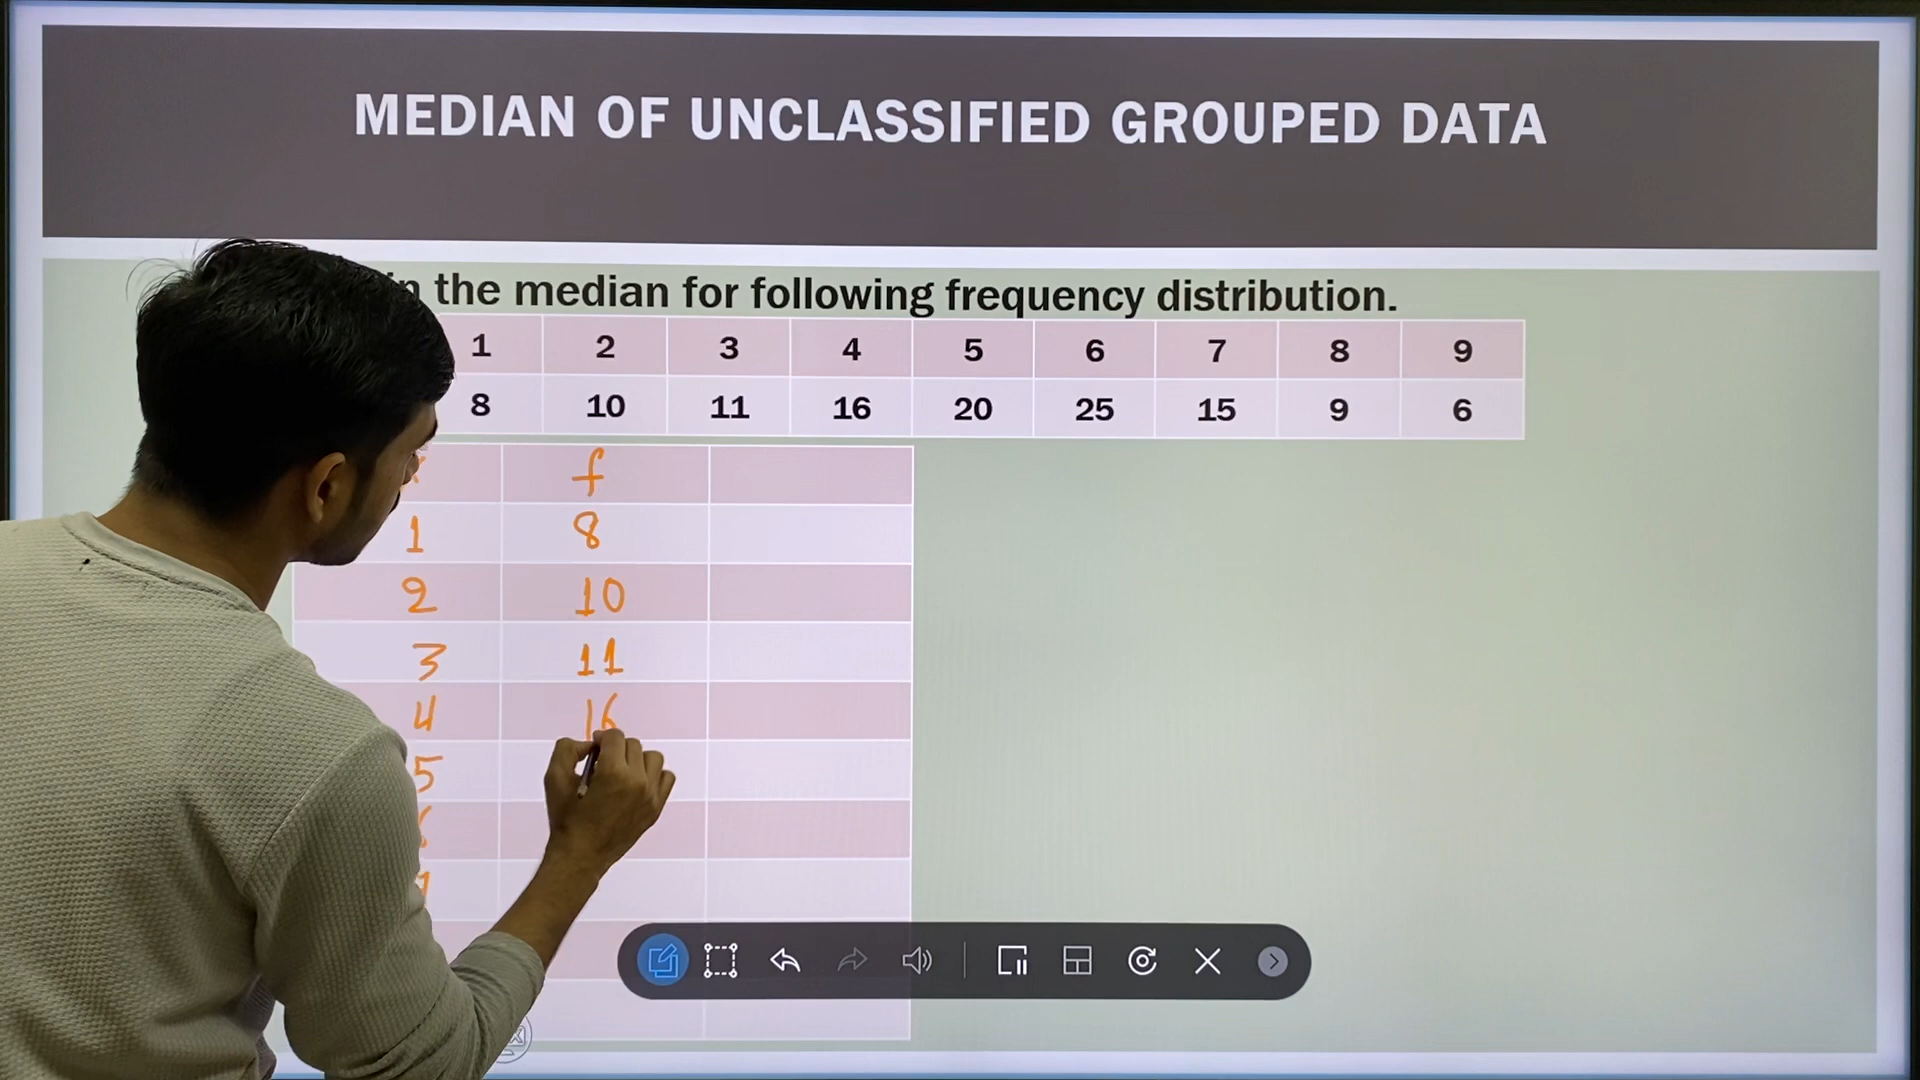 MEDIAN OF UNCLASSIFIED GROUPED DATA
the median for following frequency distribution.
1 2 3 4 5 6 7 8 9
8 10 11 16 20 25 15 9 6
f
1 8
2 10
3 11
4 16
5